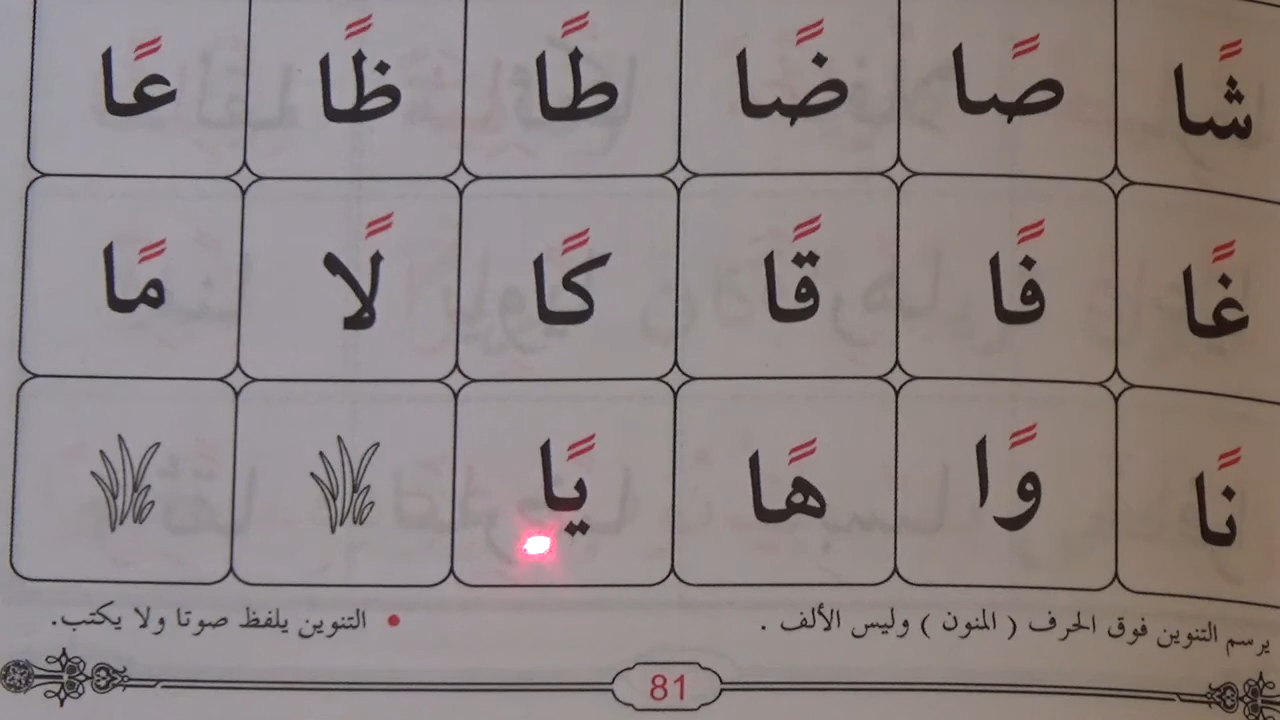 شًا صًا ضًا طًا ظًا عًا
غًا فًا قًا كًا لًا مًا
نًا وًا هًا يًا
يرسم التنوين فوق الحرف ( المنون ) وليس الألف .
• التنوين يلفظ صوتا ولا يكتب.
81